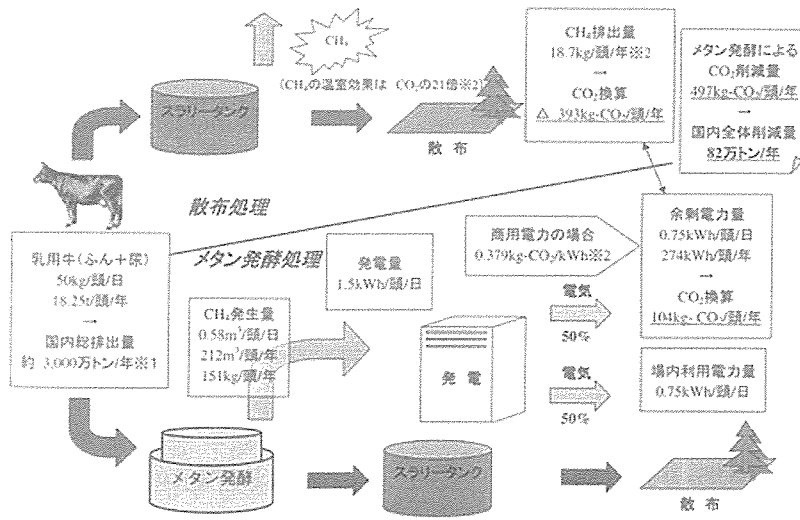 CH₄
(CH₄の温室効果は CO₂の21倍※2)
スラリータンク
散 布
CH₄排出量
18.7kg/頭/年※2
→
CO₂換算
△ 393kg-CO₂/頭/年
メタン発酵による
CO₂削減量
497kg-CO₂/頭/年
→
国内全体削減量
82万トン/年
散布処理
乳用牛(ふん+尿)
50kg/頭/日
18.25t/頭/年
→
国内総排出量
約 3,000万トン/年※1
メタン発酵処理
CH₄発生量
0.58m³/頭/日
212m³/頭/年
151kg/頭/年
発電量
1.5kWh/頭/日
商用電力の場合
0.379kg-CO₂/kWh※2
発 電
電気
50%
電気
50%
余剰電力量
0.75kWh/頭/日
274kWh/頭/年
→
CO₂換算
104kg- CO₂/頭/年
場内利用電力量
0.75kWh/頭/日
メタン発酵
スラリータンク
散 布